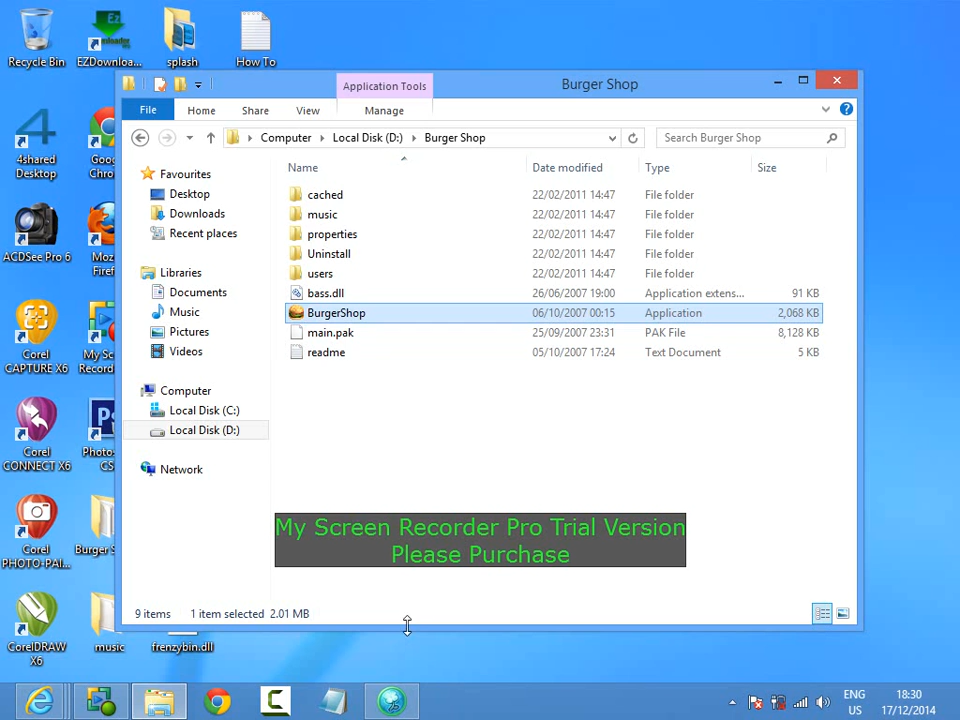 Recycle Bin
EZDownloa...
splash
How To
4shared
Desktop
Goog
Chro
ACDSee Pro 6
Moz
Firef
Corel
CAPTURE X6
My Sc
Record
Corel
CONNECT X6
Photo
CS
Corel
PHOTO-PAI...
Burger S
CorelDRAW
X6
music
frenzybin.dll
Application Tools
Burger Shop
File
Home
Share
View
Manage
Computer
Local Disk (D:)
Burger Shop
Search Burger Shop
Name
Date modified
Type
Size
Favourites
Desktop
Downloads
Recent places
Libraries
Documents
Music
Pictures
Videos
Computer
Local Disk (C:)
Local Disk (D:)
Network
cached 22/02/2011 14:47 File folder
music 22/02/2011 14:47 File folder
properties 22/02/2011 14:47 File folder
Uninstall 22/02/2011 14:47 File folder
users 22/02/2011 14:47 File folder
bass.dll 26/06/2007 19:00 Application extens... 91 KB
BurgerShop 06/10/2007 00:15 Application 2,068 KB
main.pak 25/09/2007 23:31 PAK File 8,128 KB
readme 05/10/2007 17:24 Text Document 5 KB
My Screen Recorder Pro Trial Version
Please Purchase
9 items 1 item selected 2.01 MB
ENG
US
18:30
17/12/2014